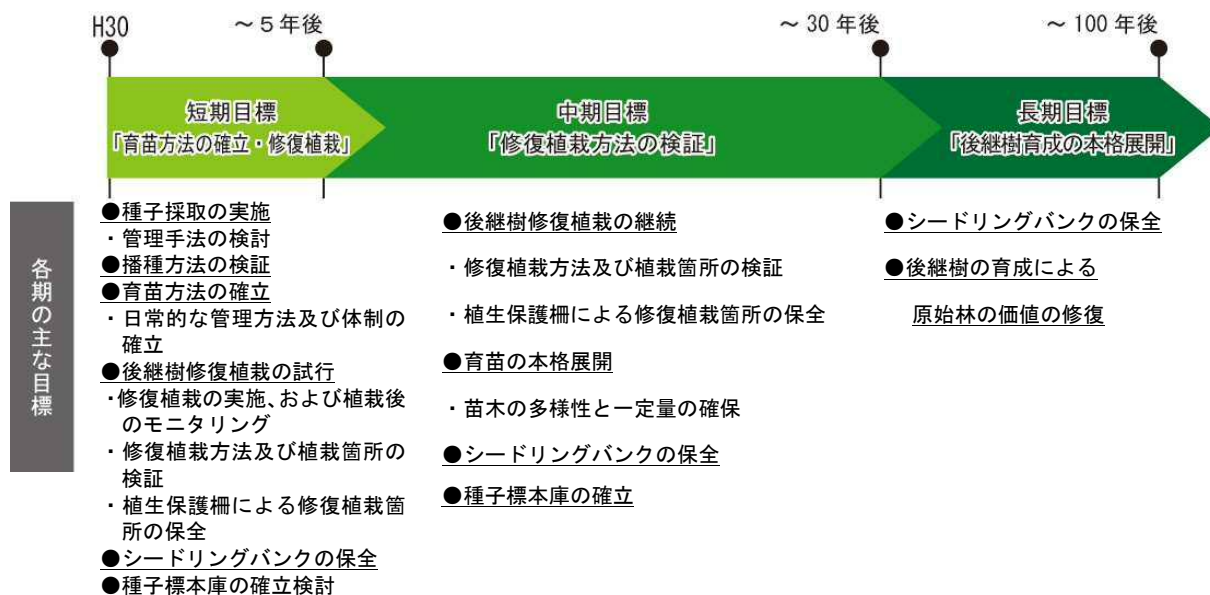 H30
～５年後
～30年後
～100年後
短期目標
「育苗方法の確立・修復植栽」
中期目標
「修復植栽方法の検証」
長期目標
「後継樹育成の本格展開」
各期の主な目標
●種子採取の実施
・管理手法の検討
●播種方法の検証
●育苗方法の確立
・日常的な管理方法及び体制の
確立
●後継樹修復植栽の試行
・修復植栽の実施、および植栽後
のモニタリング
・修復植栽方法及び植栽箇所の
検証
・植生保護柵による修復植栽箇
所の保全
●シードリングバンクの保全
●種子標本庫の確立検討
●後継樹修復植栽の継続
・修復植栽方法及び植栽箇所の検証
・植生保護柵による修復植栽箇所の保全
●育苗の本格展開
・苗木の多様性と一定量の確保
●シードリングバンクの保全
●種子標本庫の確立
●シードリングバンクの保全
●後継樹の育成による
原始林の価値の修復